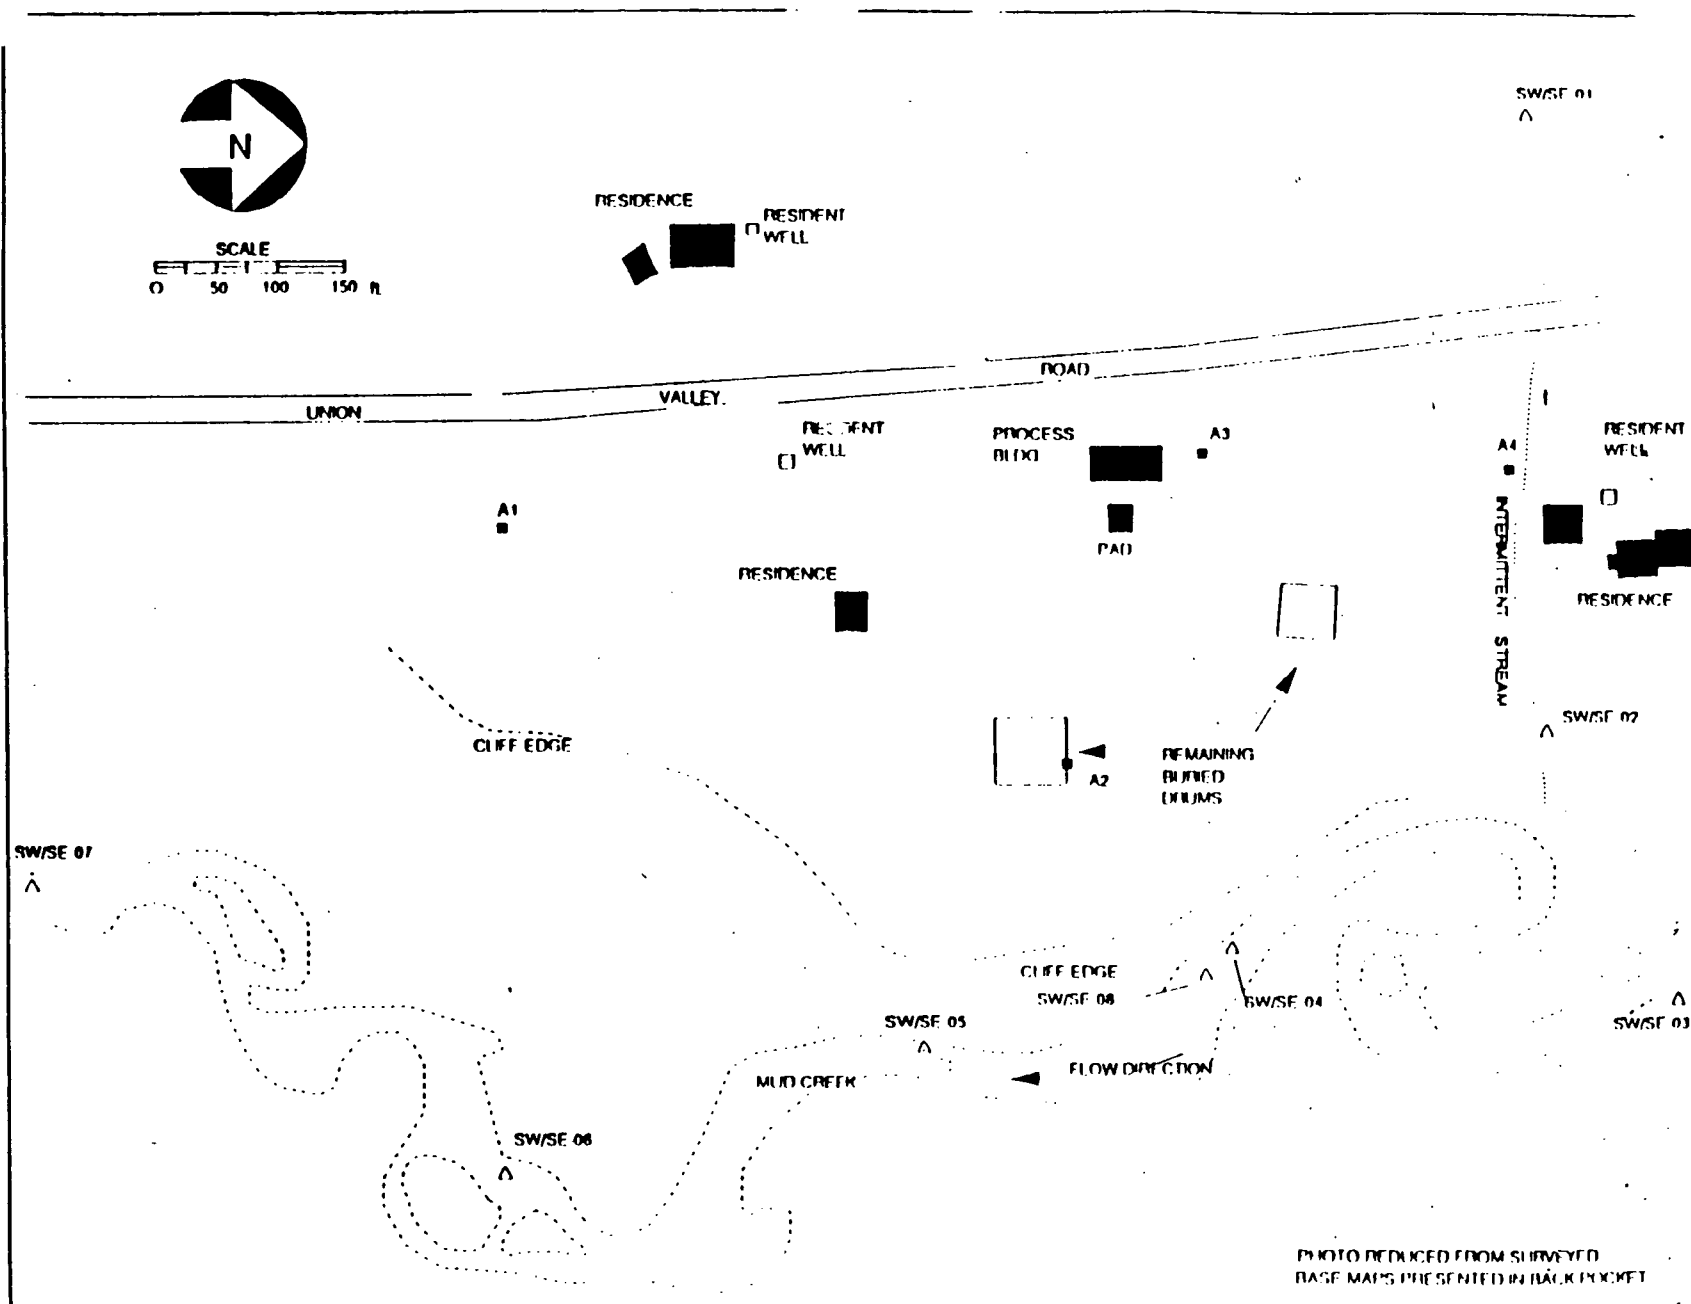 SW/SE 01
N
RESIDENCE
RESIDENT
WELL
SCALE
0 50 100 150 ft.
ROAD
VALLEY
UNION
RESIDENT
WELL
PROCESS
BLDG
A3
RESIDENT
WELL
A4
A1
PAD
INTERMITTENT STREAM
RESIDENCE
RESIDENCE
SW/SE 02
CLIFF EDGE
REMAINING
BURIED
DRUMS
A2
SW/SE 07
CLIFF EDGE
SW/SE 08
SW/SE 04
SW/SE 05
SW/SE 03
FLOW DIRECTION
MUD CREEK
SW/SE 06
PHOTO REDUCED FROM SURVEYED
BASE MAPS PRESENTED IN BACK POCKET